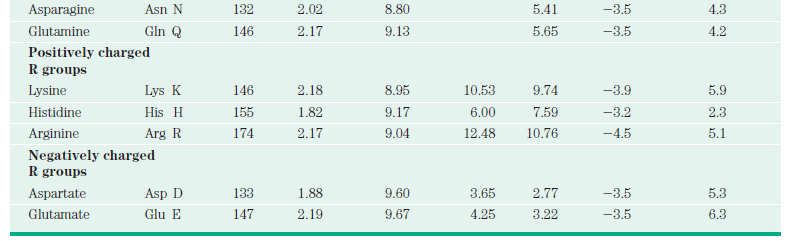 Asparagine Asn N 132 2.02 8.80 5.41 −3.5 4.3
Glutamine Gln Q 146 2.17 9.13 5.65 −3.5 4.2
Positively charged
R groups
Lysine Lys K 146 2.18 8.95 10.53 9.74 −3.9 5.9
Histidine His H 155 1.82 9.17 6.00 7.59 −3.2 2.3
Arginine Arg R 174 2.17 9.04 12.48 10.76 −4.5 5.1
Negatively charged
R groups
Aspartate Asp D 133 1.88 9.60 3.65 2.77 −3.5 5.3
Glutamate Glu E 147 2.19 9.67 4.25 3.22 −3.5 6.3